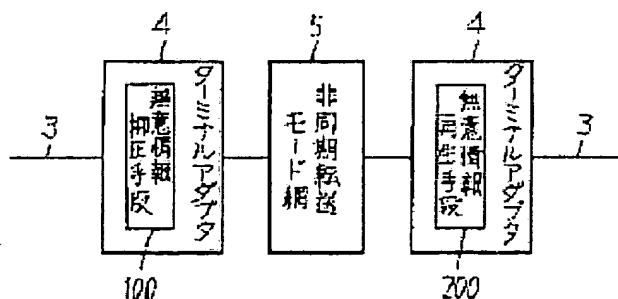 4
5
4
3
3
ターミナルアダプタ
無意情報
抑圧手段
非同期転送
モード網
ターミナルアダプタ
無意情報
再生手段
100
200